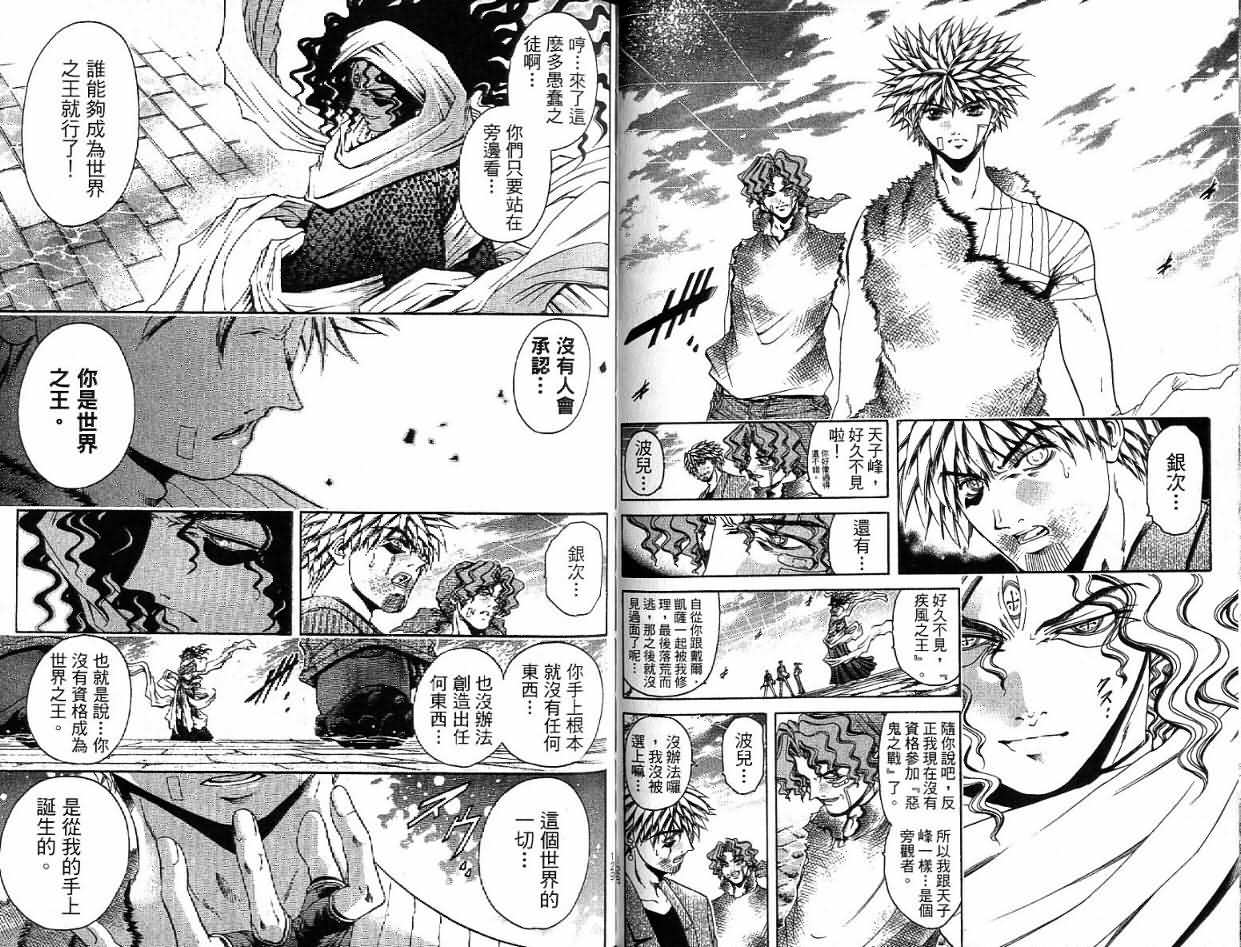 銀次…
天子峰，
好久不見
啦！
你好像過得
還不錯。
波兒…
還有…
好久不見，
『疾風之王』。
自從你跟戴爾，
凱薩一起被我修
理，最後落荒而
逃，那之後就沒
見過面了呢…
隨你說吧，反
正我現在沒有
資格參加『惡
鬼之戰』了。
所以我跟天子
峰一樣…是個
旁觀者。
波兒…
沒辦法囉
，我沒被
選上嘛…
哼…來了這
麼多愚蠢之
徒啊…
你們只要站在
旁邊看…
誰能夠成為世界
之王就行了！
沒有人會
承認…
你是世界
之王。
銀次…
你手上根本
就沒有任何
東西…
也沒辦法
創造出任
何東西…
也就是說…你
沒有資格成為
世界之王。
這個世界的
一切…
是從我的手上
誕生的。